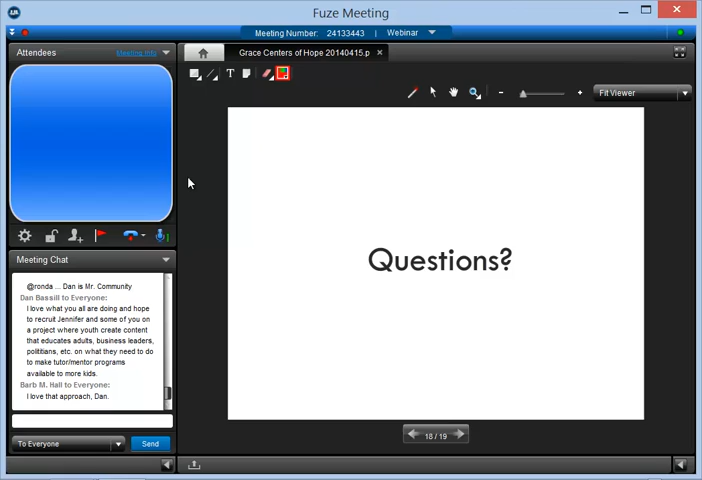 Fuze Meeting
Meeting Number: 24133443 | Webinar
Attendees
Meeting Info
Grace Centers of Hope 20140415.p
T
Fit Viewer
Questions?
Meeting Chat
@ronda ... Dan is Mr. Community
Dan Bassill to Everyone:
I love what you all are doing and hope
to recruit Jennifer and some of you on
a project where youth create content
that educates adults, business leaders,
polititians, etc. on what they need to do
to make tutor/mentor programs
available to more kids.
Barb M. Hall to Everyone:
I love that approach, Dan.
To Everyone
Send
18 / 19